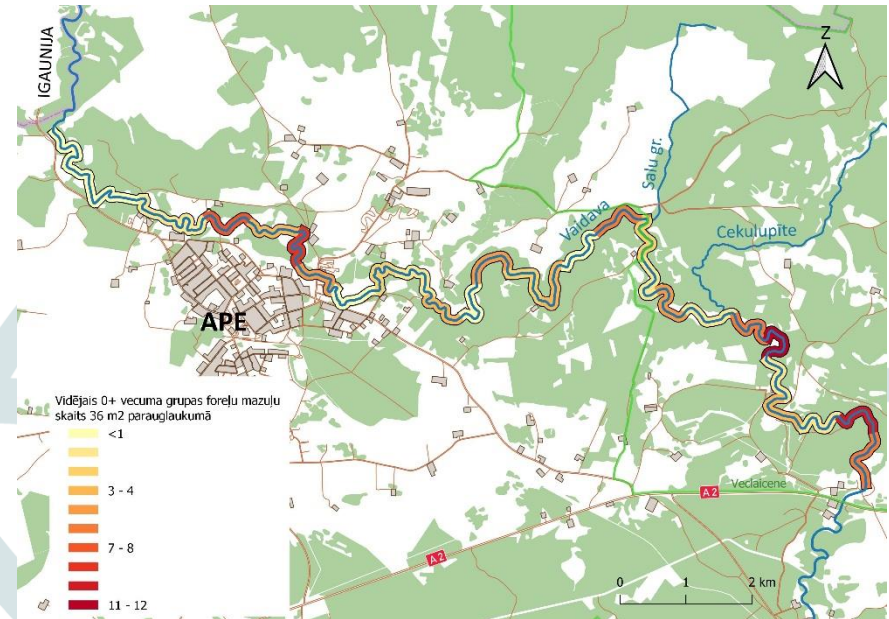 IGAUNIJA
Z
Vaidava
Salu gr.
Cekulupīte
APE
Vidējais 0+ vecuma grupas foreļu mazuļu
skaits 36 m2 parauglaukumā
<1
3 - 4
7 - 8
11 - 12
Veclaicene
A2
A2
0 1 2 km